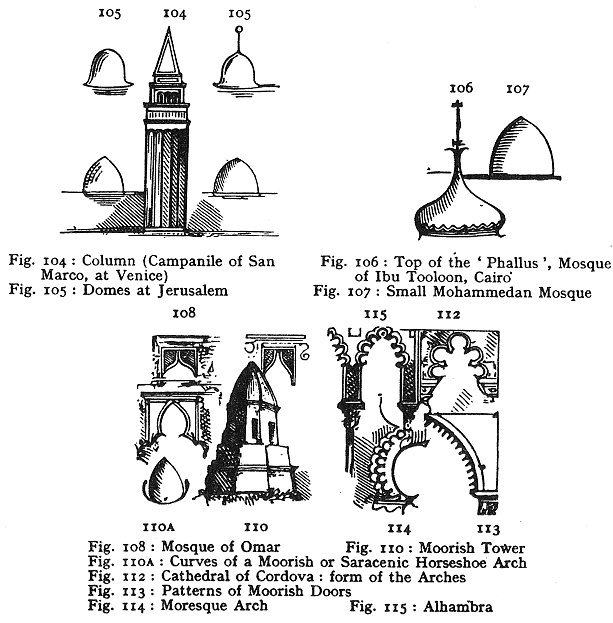 105 104 105
106 107
Fig. 104 : Column (Campanile of San
Marco, at Venice)
Fig. 105 : Domes at Jerusalem
Fig. 106 : Top of the ‘ Phallus ’, Mosque
of Ibu Tooloon, Cairo
Fig. 107 : Small Mohammedan Mosque
108 115 112
110A 110 114 113
Fig. 108 : Mosque of Omar Fig. 110 : Moorish Tower
Fig. 110A : Curves of a Moorish or Saracenic Horseshoe Arch
Fig. 112 : Cathedral of Cordova : form of the Arches
Fig. 113 : Patterns of Moorish Doors
Fig. 114 : Moresque Arch Fig. 115 : Alhambra